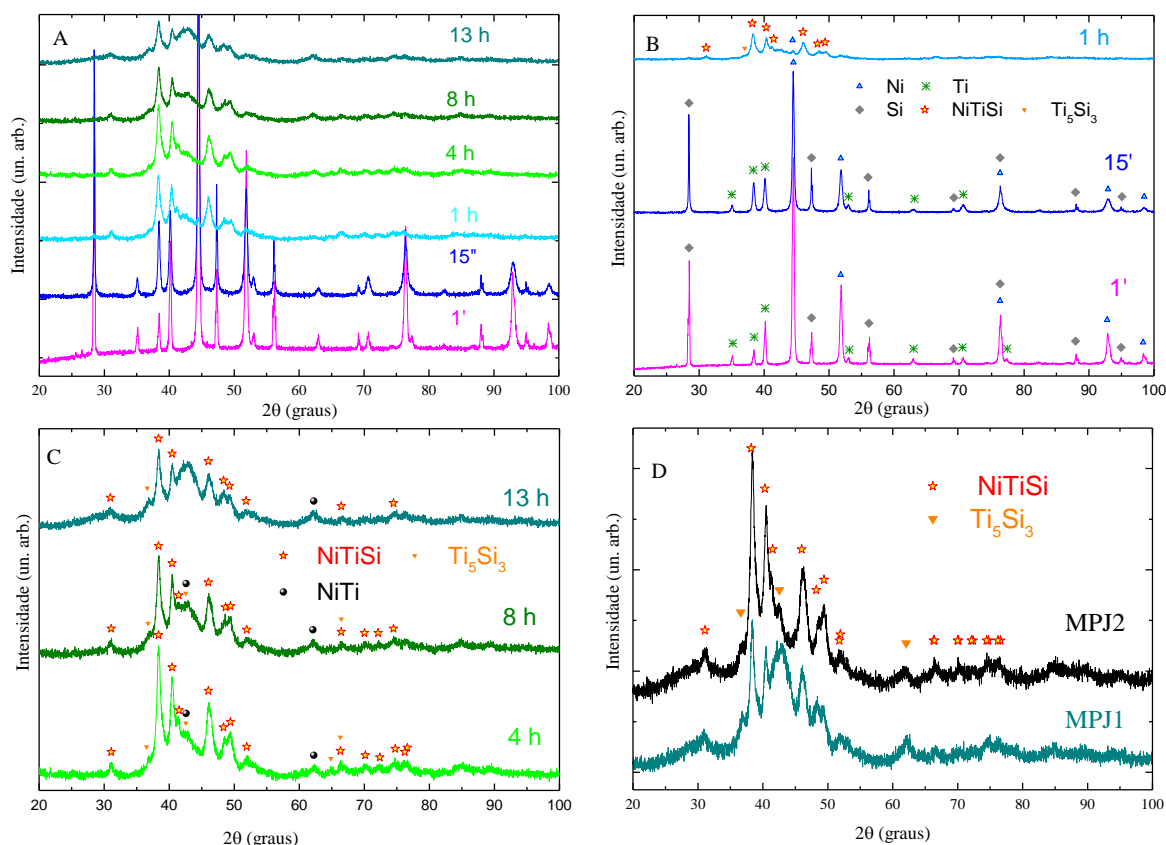 A
13 h
8 h
4 h
1 h
15"
1'
Intensidade (un. arb.)
20 30 40 50 60 70 80 90 100
2θ (graus)
B
1 h
Ni Ti
Si NiTiSi Ti5Si3
15'
1'
Intensidade (un. arb.)
20 30 40 50 60 70 80 90 100
2θ (graus)
C
13 h
NiTiSi Ti5Si3
NiTi
8 h
4 h
Intensidade (un. arb.)
20 30 40 50 60 70 80 90 100
2θ (graus)
D
NiTiSi
Ti5Si3
MPJ2
MPJ1
Intensidade (un. arb.)
20 30 40 50 60 70 80 90 100
2θ (graus)